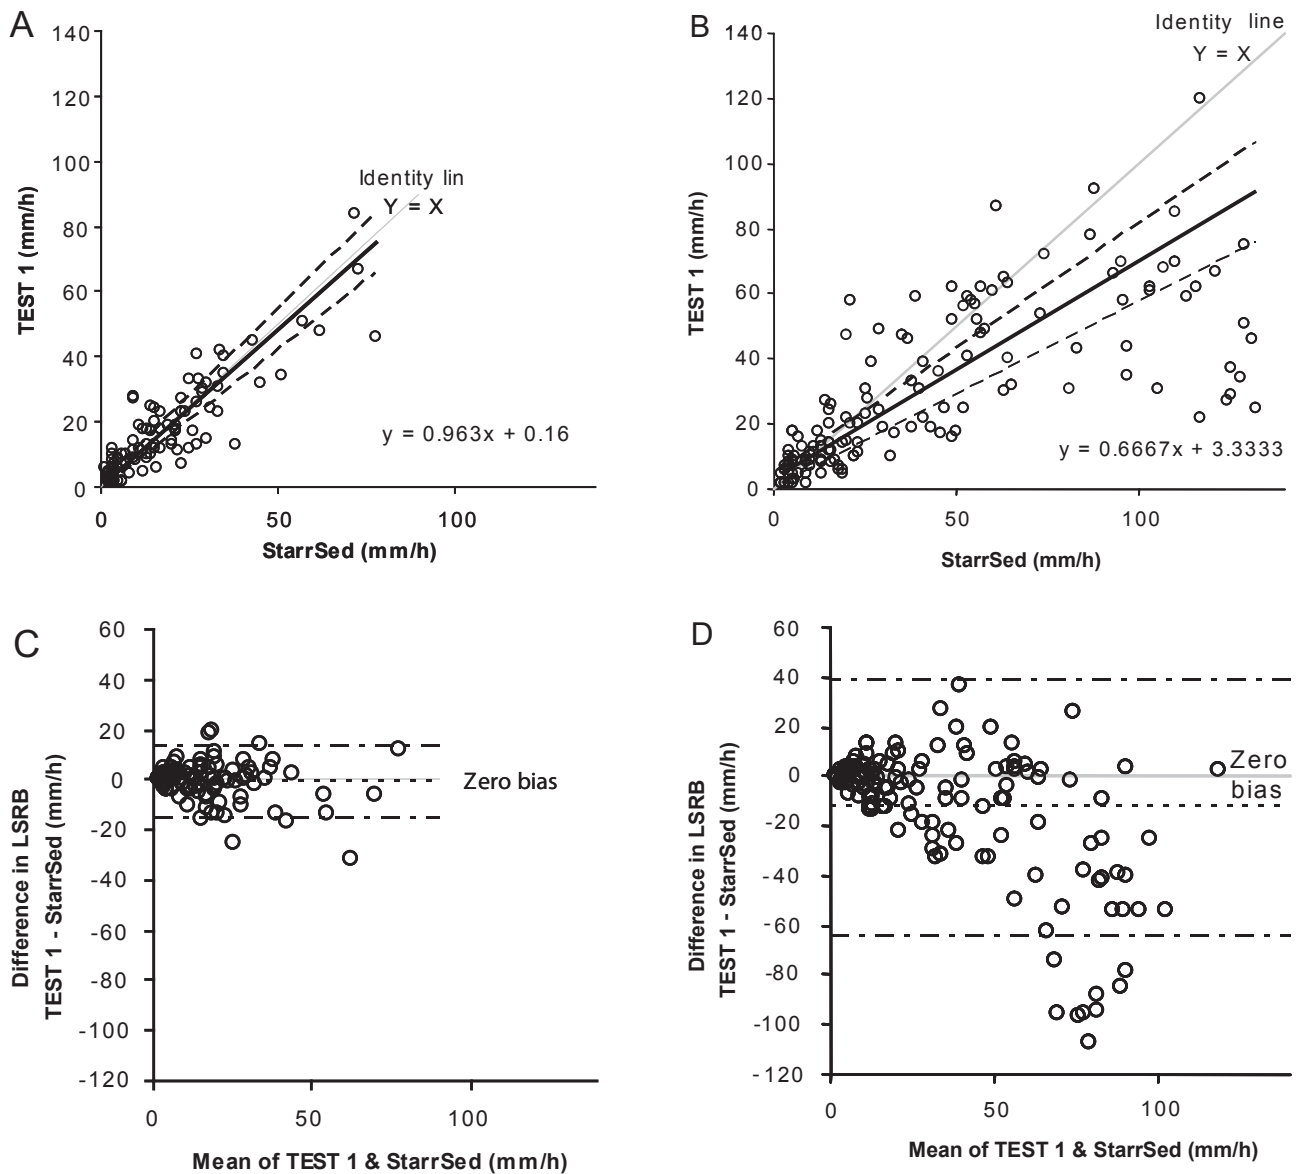 A
140
120
100
80
60
40
20
0
TEST 1 (mm/h)
Identity lin
Y = X
y = 0.963x + 0.16
0 50 100
StarrSed (mm/h)
B
140
120
100
80
60
40
20
0
TEST 1 (mm/h)
Identity line
Y = X
y = 0.6667x + 3.3333
0 50 100
StarrSed (mm/h)
C
60
40
20
0
-20
-40
-60
-80
-100
-120
Difference in LSRB
TEST 1 - StarrSed (mm/h)
Zero bias
0 50 100
Mean of TEST 1 & StarrSed (mm/h)
D
60
40
20
0
-20
-40
-60
-80
-100
-120
Difference in LSRB
TEST 1 - StarrSed (mm/h)
Zero
bias
0 50 100
Mean of TEST 1 & StarrSed (mm/h)